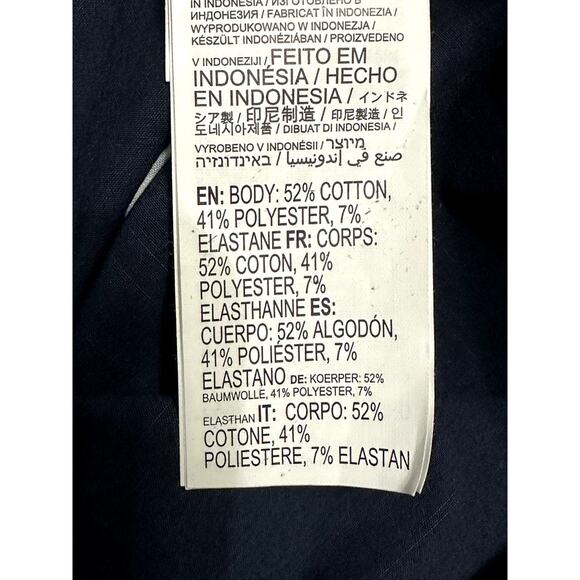 IN INDONESIA / ИЗГОТОВЛЕНО В
ИНДОНЕЗИЯ / FABRICAT ÎN INDONEZIA /
WYPRODUKOWANO W INDONEZJA /
KÉSZÜLT INDONÉZIÁBAN / PROIZVEDENO
V INDONEZIJI / FEITO EM
INDONÉSIA / HECHO
EN INDONESIA / インドネ
シア製 / 印尼制造 / 印尼製造 / 인
도네시아제품 / DIBUAT DI INDONESIA /
VYROBENO V INDONÉSII / מיוצר
באינדונזיה / صنع في إندونيسيا
EN: BODY: 52% COTTON,
41% POLYESTER, 7%
ELASTANE FR: CORPS:
52% COTON, 41%
POLYESTER, 7%
ELASTHANNE ES:
CUERPO: 52% ALGODÓN,
41% POLIÉSTER, 7%
ELASTANO DE: KOERPER: 52%
BAUMWOLLE, 41% POLYESTER, 7%
ELASTHAN IT: CORPO: 52%
COTONE, 41%
POLIESTERE, 7% ELASTAN